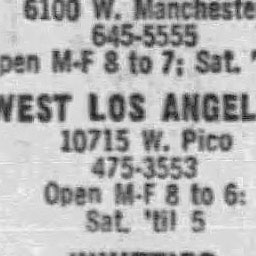 6100 W. Manchester
645-5555
pen M-F 8 to 7; Sat. '
WEST LOS ANGEL
10715 W. Pico
475-3553
Open M-F 8 to 6:
Sat. 'til 5